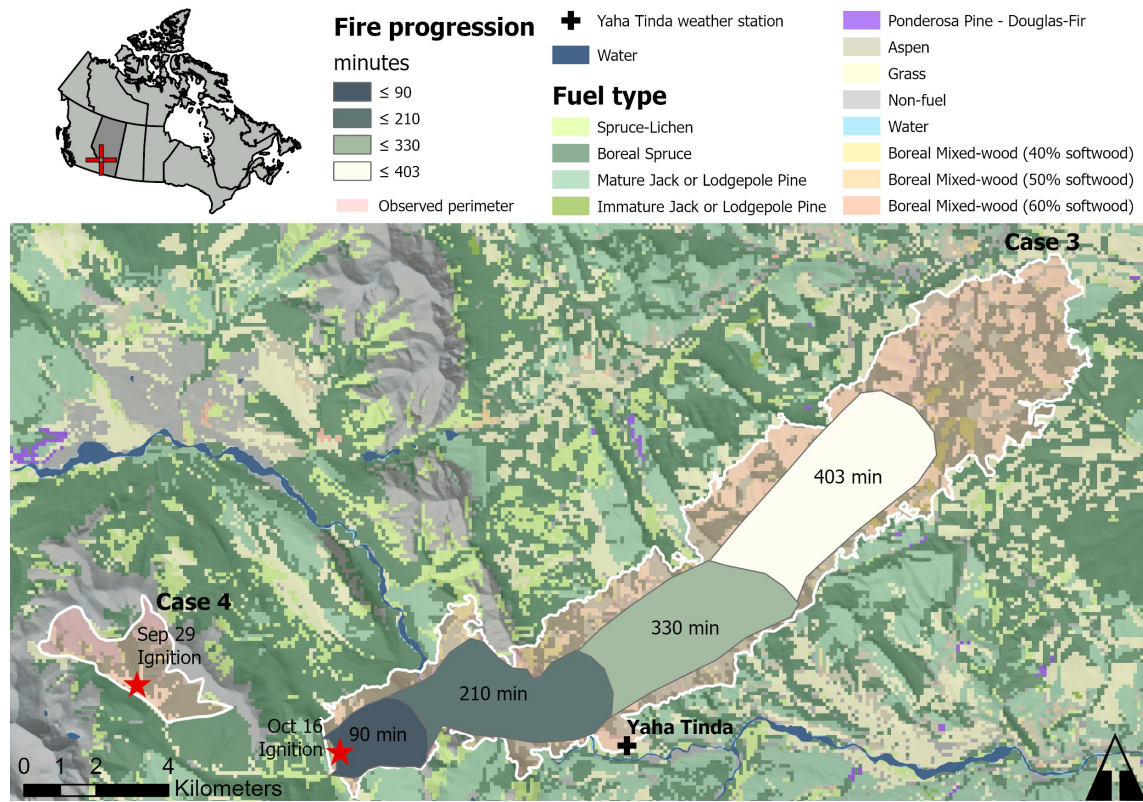 Fire progression
minutes
≤ 90
≤ 210
≤ 330
≤ 403
Observed perimeter
Yaha Tinda weather station
Water
Fuel type
Spruce-Lichen
Boreal Spruce
Mature Jack or Lodgepole Pine
Immature Jack or Lodgepole Pine
Ponderosa Pine - Douglas-Fir
Aspen
Grass
Non-fuel
Water
Boreal Mixed-wood (40% softwood)
Boreal Mixed-wood (50% softwood)
Boreal Mixed-wood (60% softwood)
Case 3
403 min
Case 4
Sep 29
Ignition
330 min
210 min
Oct 16
Ignition
90 min
Yaha Tinda
0 1 2 4
Kilometers